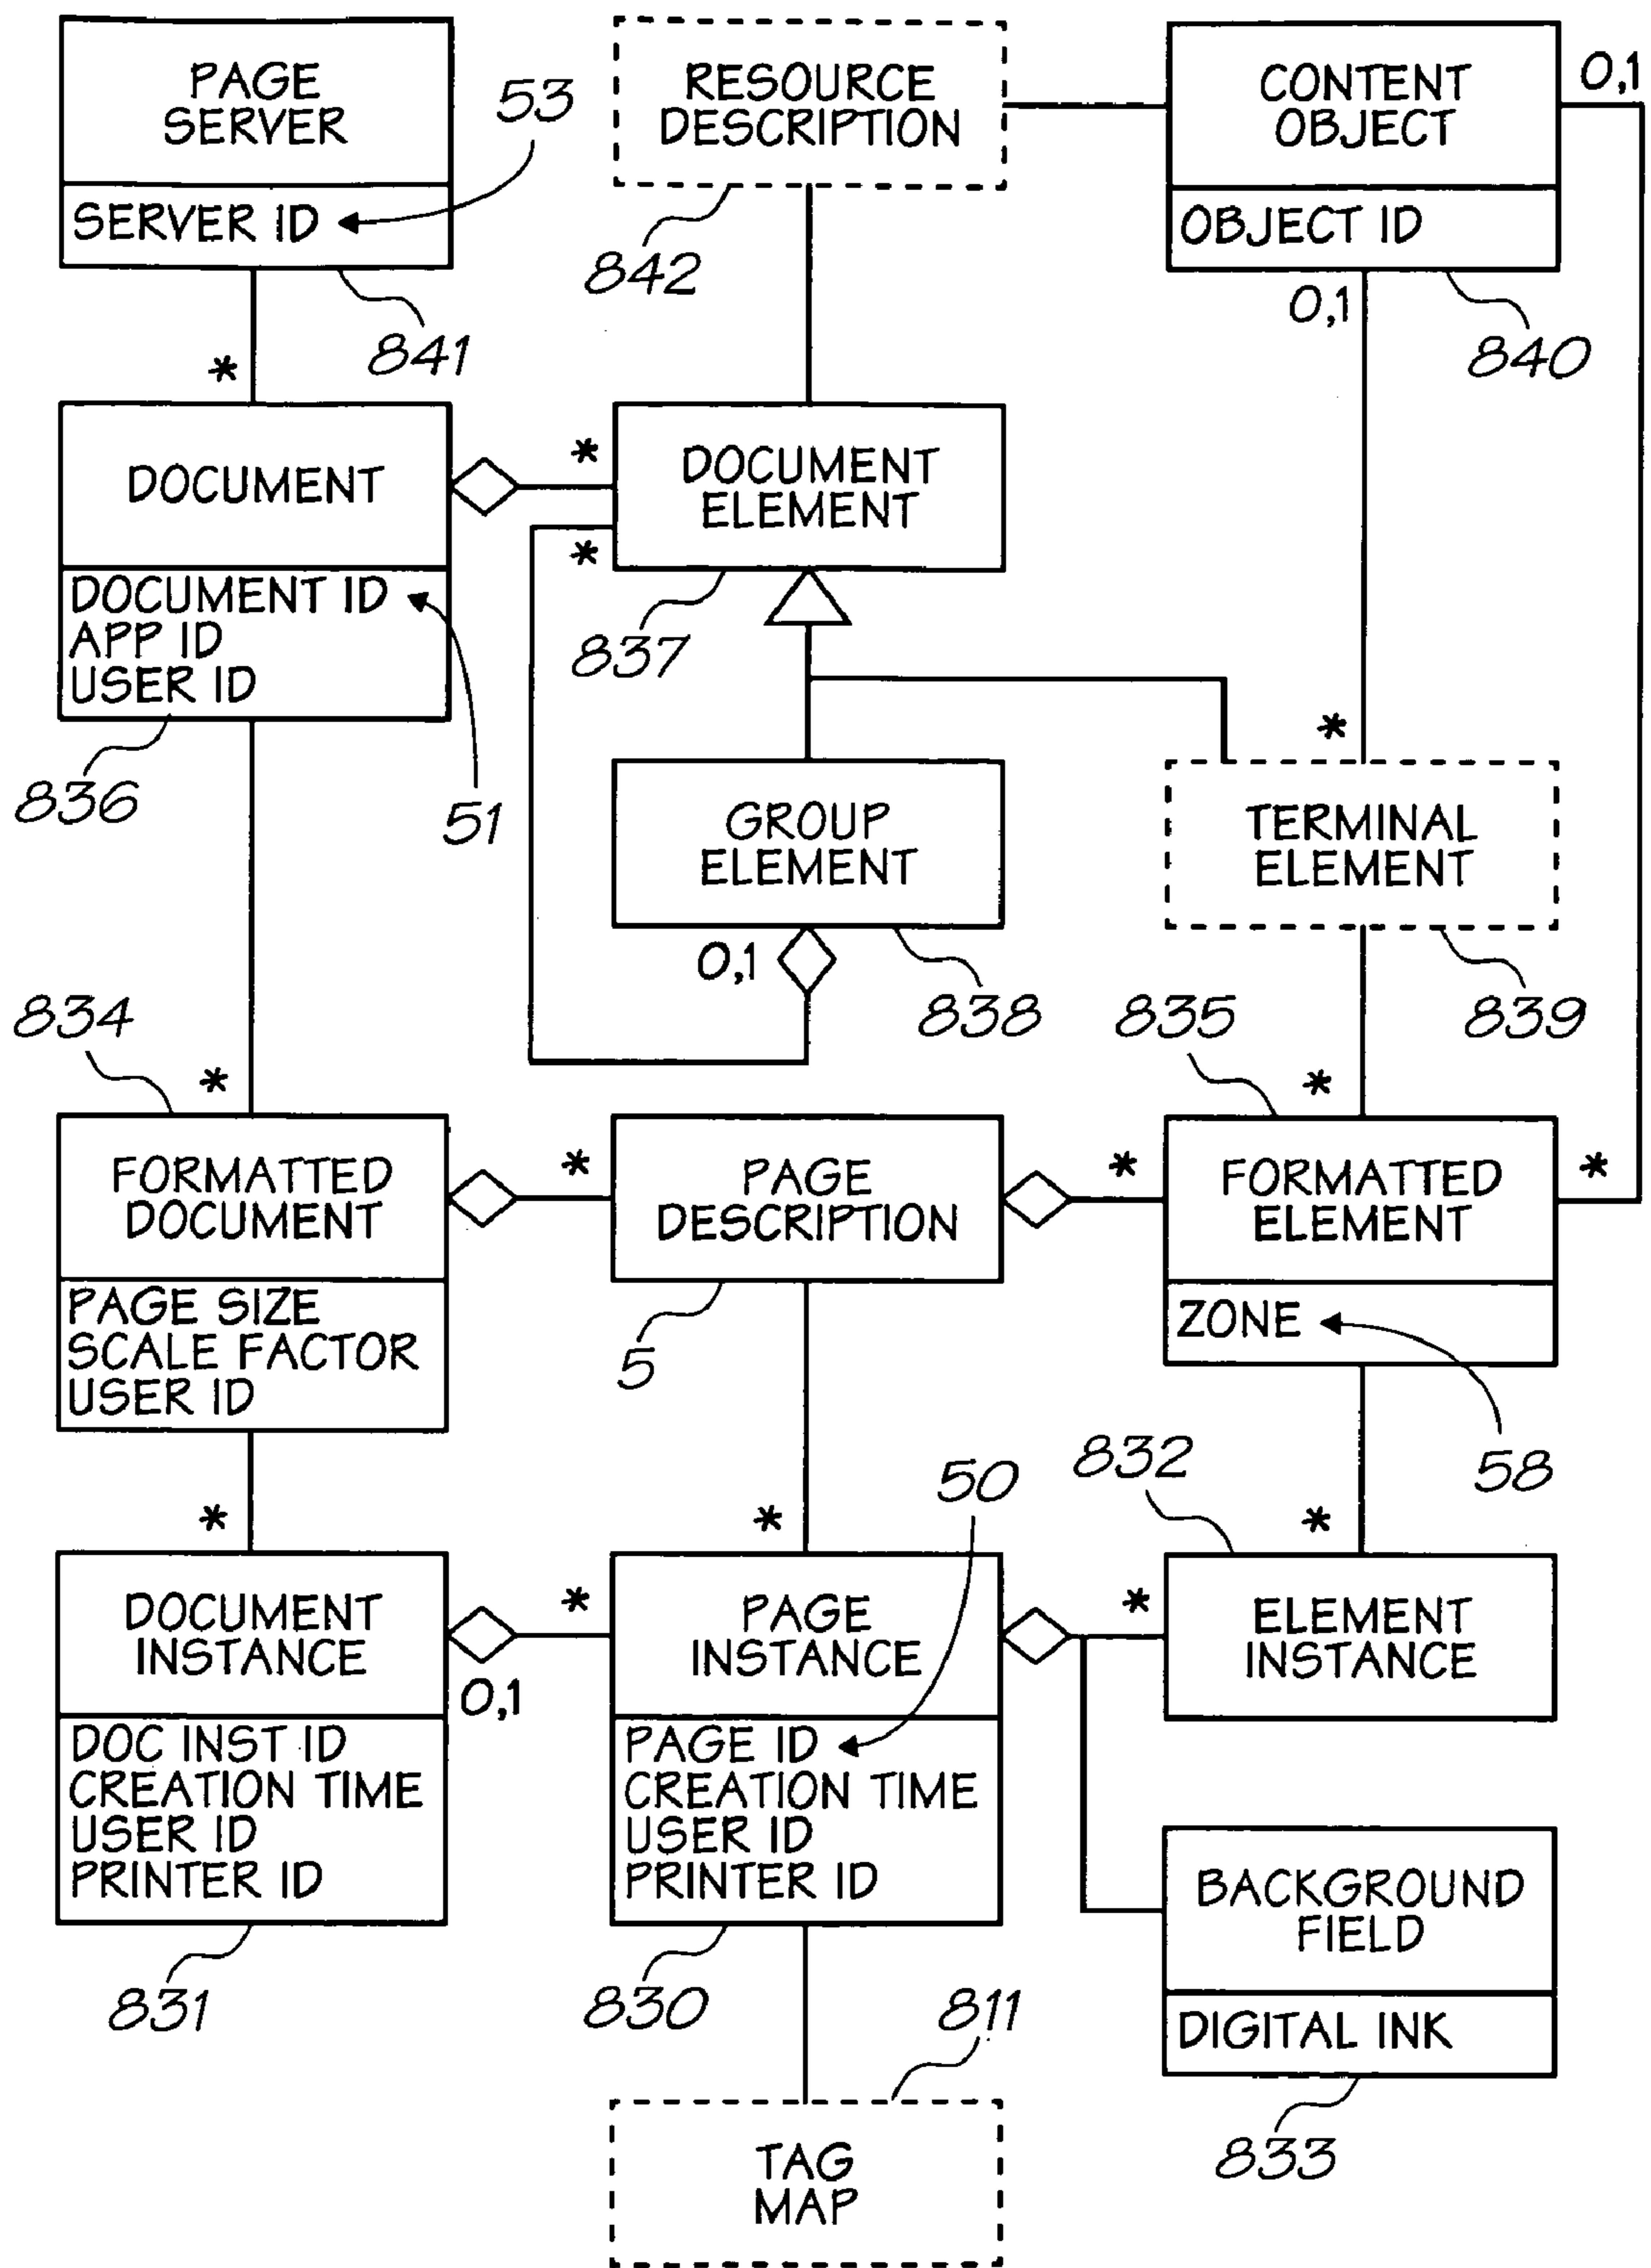 PAGE
SERVER
SERVER ID
53
841
RESOURCE
DESCRIPTION
842
CONTENT
OBJECT
OBJECT ID
0,1
0,1
840
*
DOCUMENT
DOCUMENT ID
APP ID
USER ID
836
51
*
*
DOCUMENT
ELEMENT
837
GROUP
ELEMENT
0,1
838
*
TERMINAL
ELEMENT
839
834
*
FORMATTED
DOCUMENT
PAGE SIZE
SCALE FACTOR
USER ID
*
PAGE
DESCRIPTION
5
835
*
*
*
FORMATTED
ELEMENT
ZONE
58
*
DOCUMENT
INSTANCE
0,1
DOC INST ID
CREATION TIME
USER ID
PRINTER ID
831
*
*
50
PAGE
INSTANCE
PAGE ID
CREATION TIME
USER ID
PRINTER ID
830
832
*
*
ELEMENT
INSTANCE
BACKGROUND
FIELD
DIGITAL INK
833
811
TAG
MAP